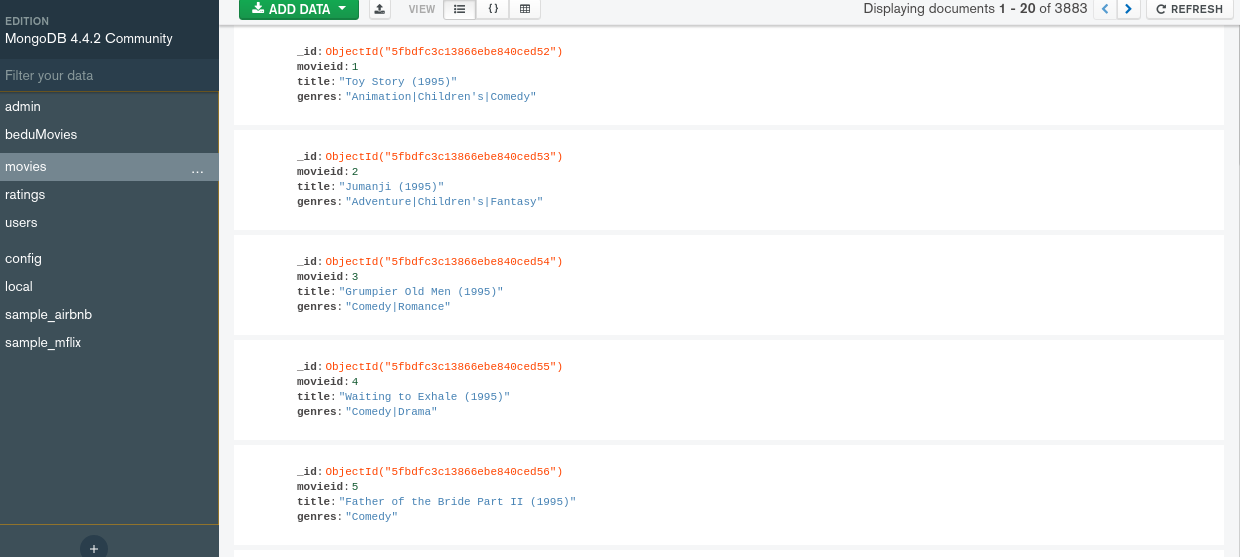 EDITION
MongoDB 4.4.2 Community
Filter your data
admin
beduMovies
movies ...
ratings
users
config
local
sample_airbnb
sample_mflix
+
ADD DATA
VIEW
{}
Displaying documents 1 - 20 of 3883 < >
REFRESH
_id: ObjectId("5fbdfc3c13866ebe840ced52")
movieid: 1
title: "Toy Story (1995)"
genres: "Animation|Children's|Comedy"
_id: ObjectId("5fbdfc3c13866ebe840ced53")
movieid: 2
title: "Jumanji (1995)"
genres: "Adventure|Children's|Fantasy"
_id: ObjectId("5fbdfc3c13866ebe840ced54")
movieid: 3
title: "Grumpier Old Men (1995)"
genres: "Comedy|Romance"
_id: ObjectId("5fbdfc3c13866ebe840ced55")
movieid: 4
title: "Waiting to Exhale (1995)"
genres: "Comedy|Drama"
_id: ObjectId("5fbdfc3c13866ebe840ced56")
movieid: 5
title: "Father of the Bride Part II (1995)"
genres: "Comedy"